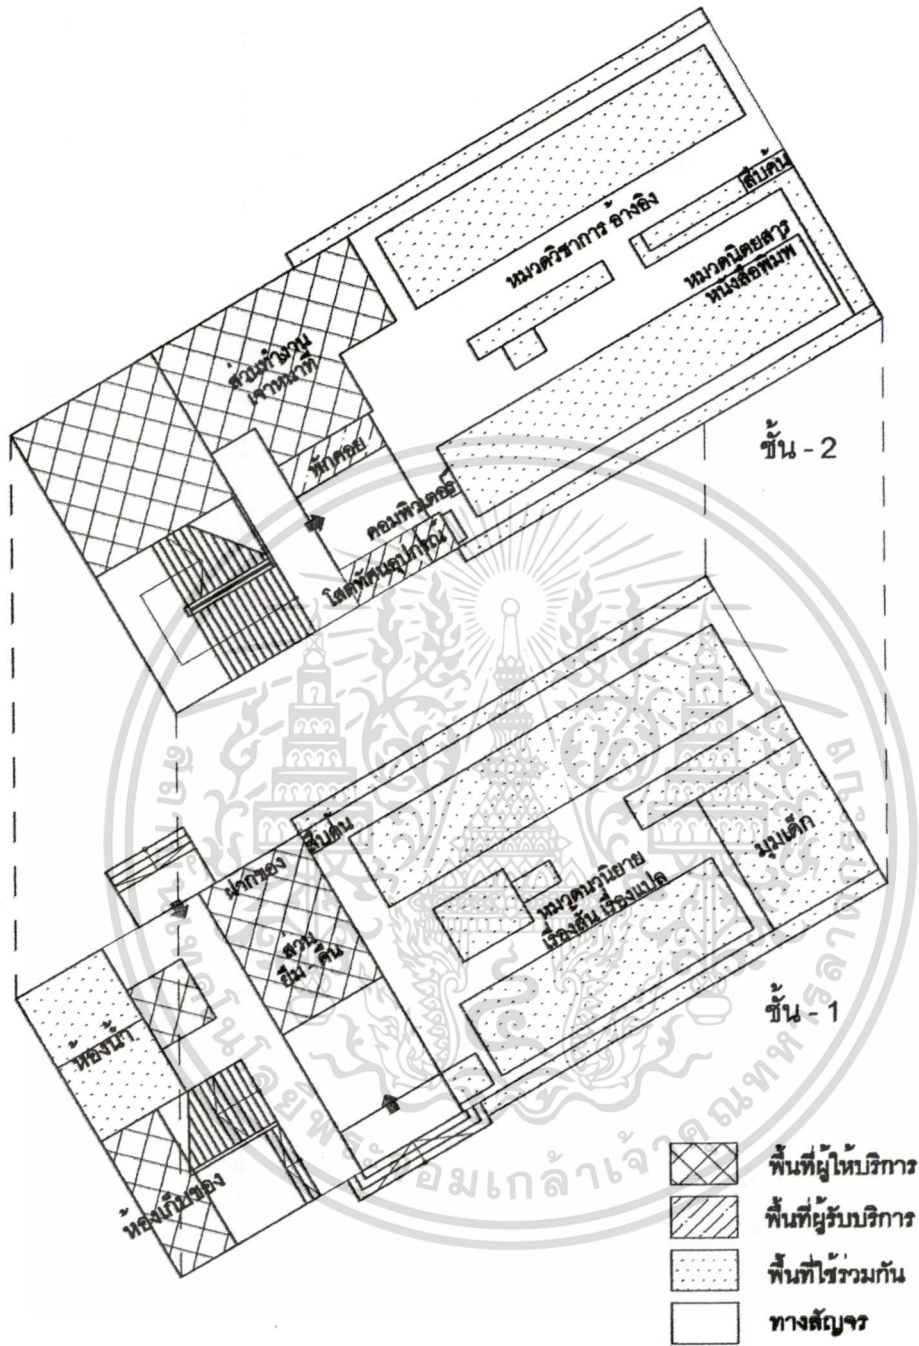 สืบค้น
หมวดวิชาการ อ้างอิง
หมวดนิตยสาร
หนังสือพิมพ์
ส่วนทำงาน
เจ้าหน้าที่
พักคอย
คอมพิวเตอร์
โสตทัศนอุปกรณ์
ชั้น - 2
สืบค้น
ฝากของ
มุมเด็ก
หมวดนวนิยาย
เรื่องสั้น เรื่องแปล
ส่วน
ยืม - คืน
ห้องน้ำ
ห้องเก็บของ
ชั้น - 1
พื้นที่ผู้ให้บริการ
พื้นที่ผู้รับบริการ
พื้นที่ใช้ร่วมกัน
ทางสัญจร